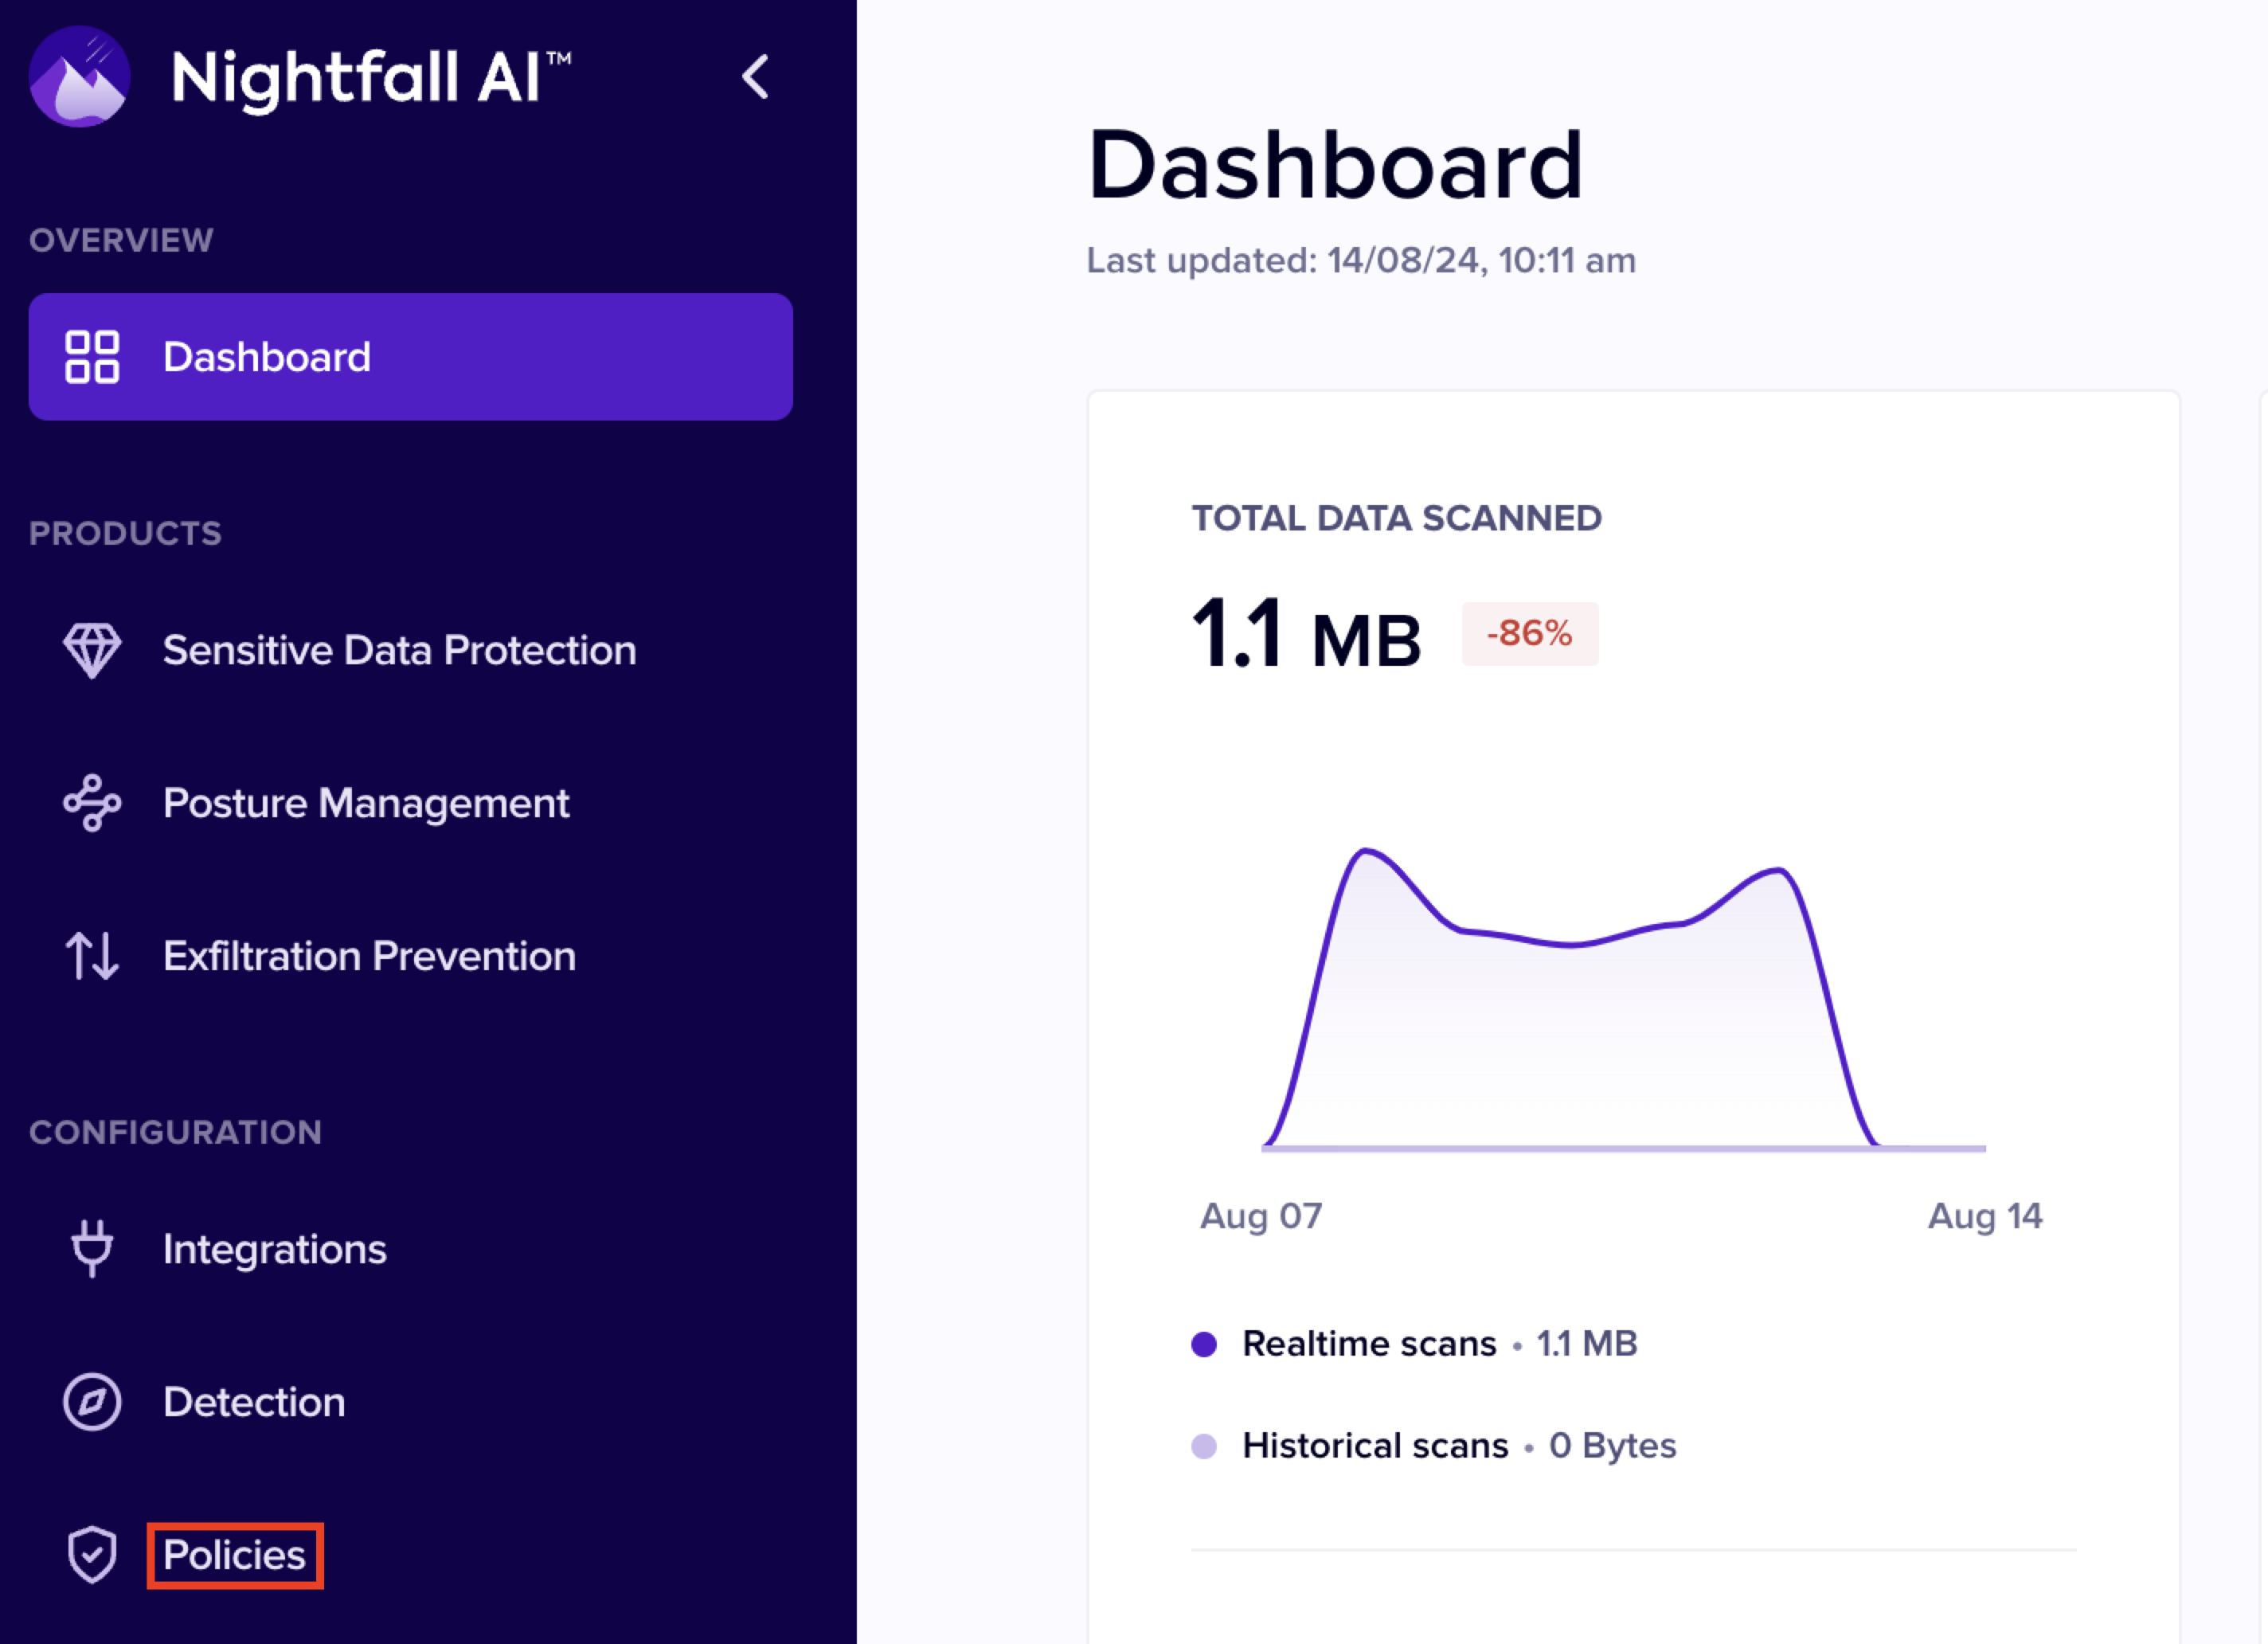 Nightfall AI™
OVERVIEW
Dashboard
PRODUCTS
Sensitive Data Protection
Posture Management
Exfiltration Prevention
CONFIGURATION
Integrations
Detection
Policies
Dashboard
Last updated: 14/08/24, 10:11 am
TOTAL DATA SCANNED
1.1 MB -86%
Aug 07 Aug 14
Realtime scans • 1.1 MB
Historical scans • 0 Bytes